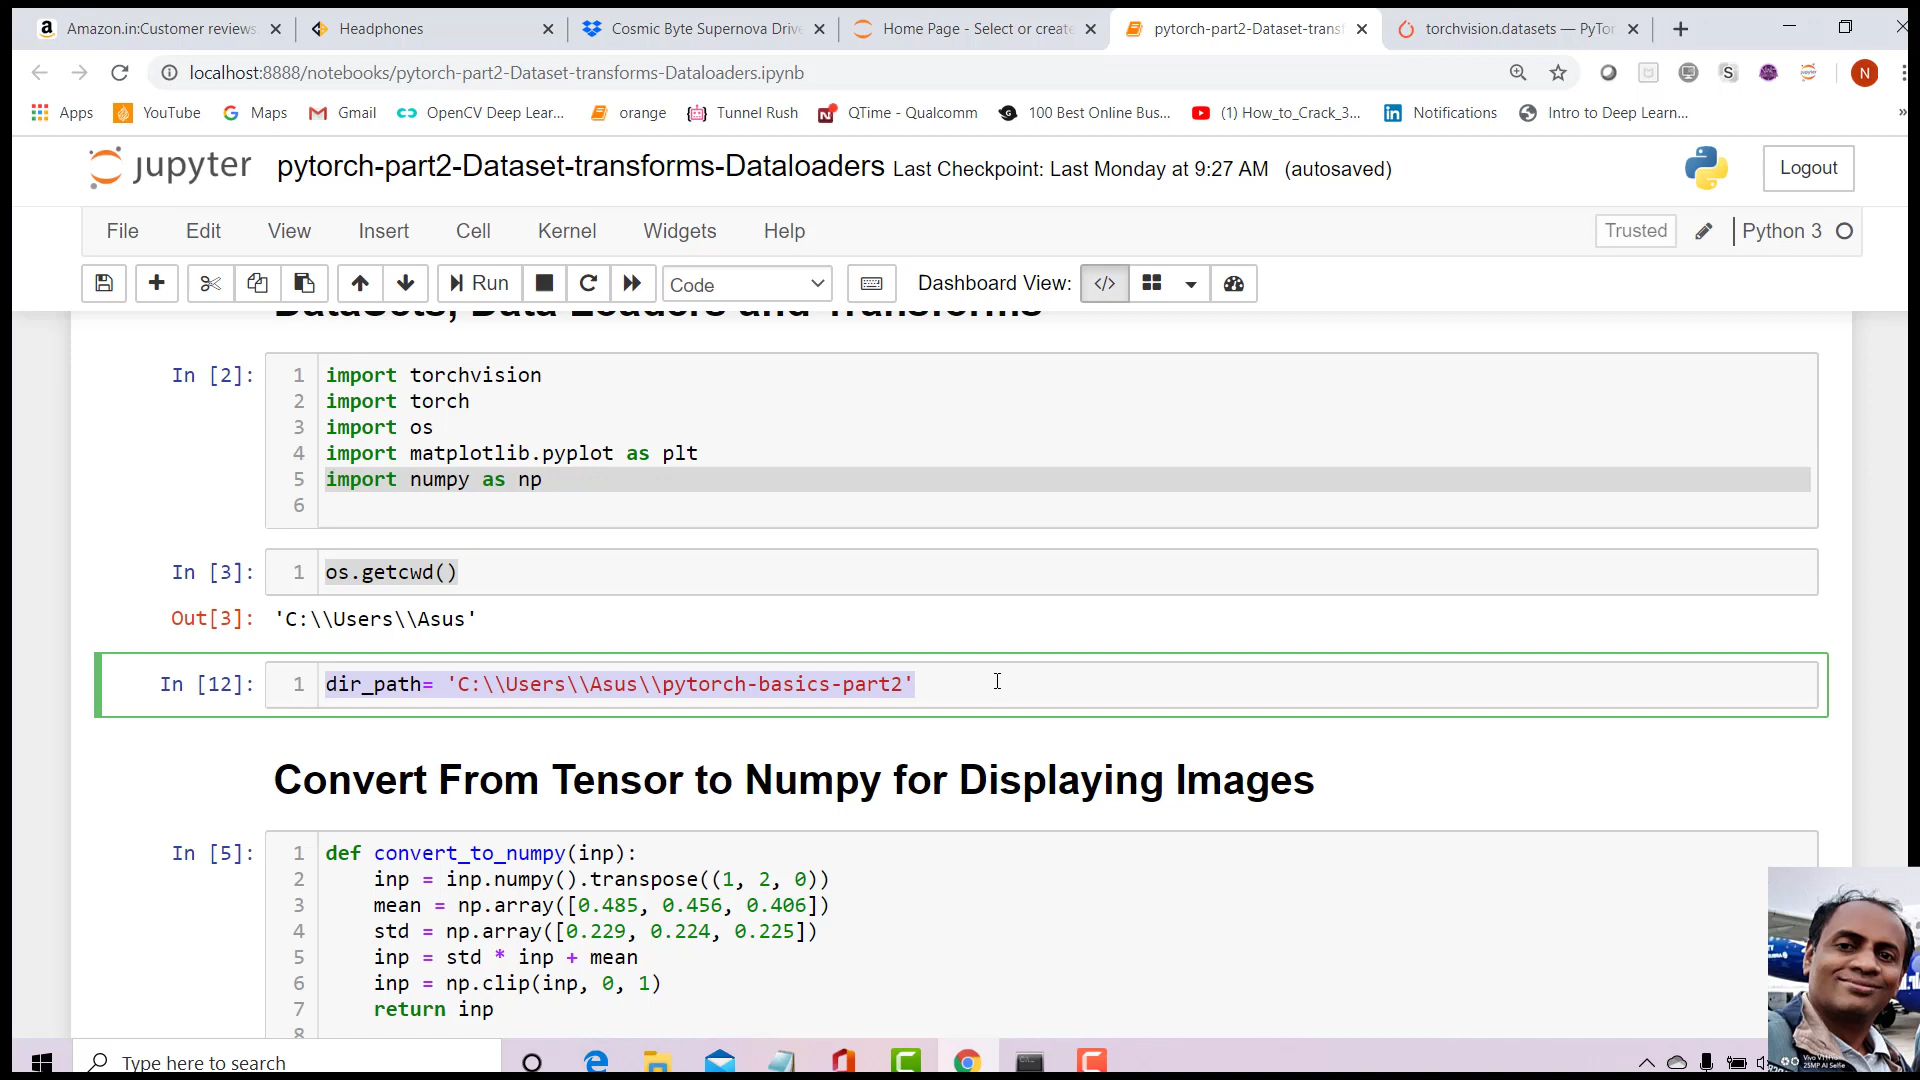 Amazon.in:Customer reviews
Headphones
Cosmic Byte Supernova Drive
Home Page - Select or create
pytorch-part2-Dataset-transf
torchvision.datasets — PyTor
localhost:8888/notebooks/pytorch-part2-Dataset-transforms-Dataloaders.ipynb
N
Apps
YouTube
Maps
Gmail
OpenCV Deep Lear...
orange
Tunnel Rush
QTime - Qualcomm
100 Best Online Bus...
(1) How_to_Crack_3...
Notifications
Intro to Deep Learn...
»
jupyter
pytorch-part2-Dataset-transforms-Dataloaders Last Checkpoint: Last Monday at 9:27 AM (autosaved)
Logout
File Edit View Insert Cell Kernel Widgets Help
Trusted
Python 3
Run
Code
Dashboard View:
DataSets, Data Loaders and Transforms
In [2]:
1 import torchvision
2 import torch
3 import os
4 import matplotlib.pyplot as plt
5 import numpy as np
6
In [3]:
1 os.getcwd()
Out[3]: 'C:\\Users\\Asus'
In [12]:
1 dir_path= 'C:\\Users\\Asus\\pytorch-basics-part2'
Convert From Tensor to Numpy for Displaying Images
In [5]:
1 def convert_to_numpy(inp):
2 inp = inp.numpy().transpose((1, 2, 0))
3 mean = np.array([0.485, 0.456, 0.406])
4 std = np.array([0.229, 0.224, 0.225])
5 inp = std * inp + mean
6 inp = np.clip(inp, 0, 1)
7 return inp
8
Type here to search